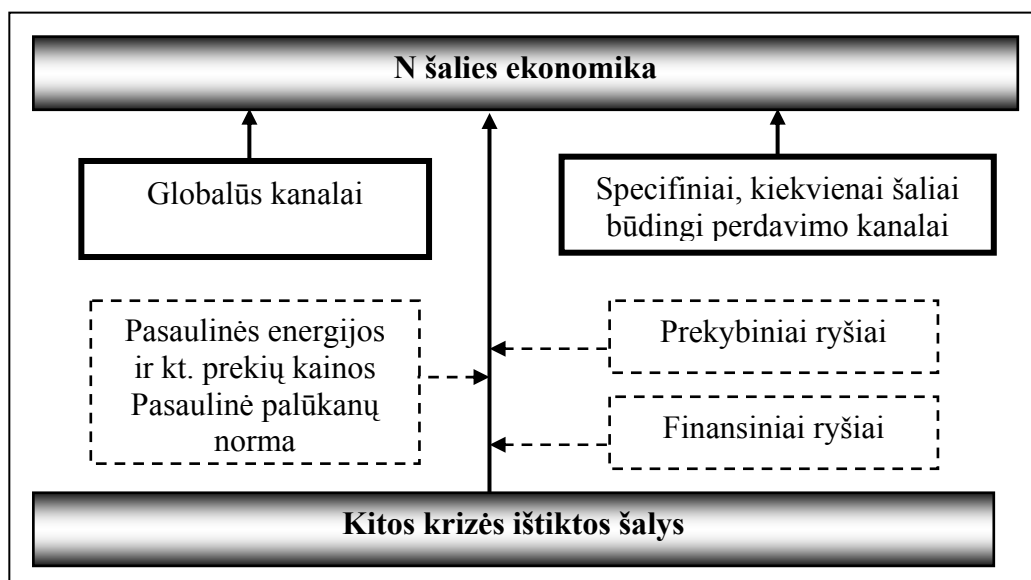 N šalies ekonomika
Globalūs kanalai
Specifiniai, kiekvienai šaliai
būdingi perdavimo kanalai
Pasaulinės energijos
ir kt. prekių kainos
Pasaulinė palūkanų
norma
Prekybiniai ryšiai
Finansiniai ryšiai
Kitos krizės ištiktos šalys